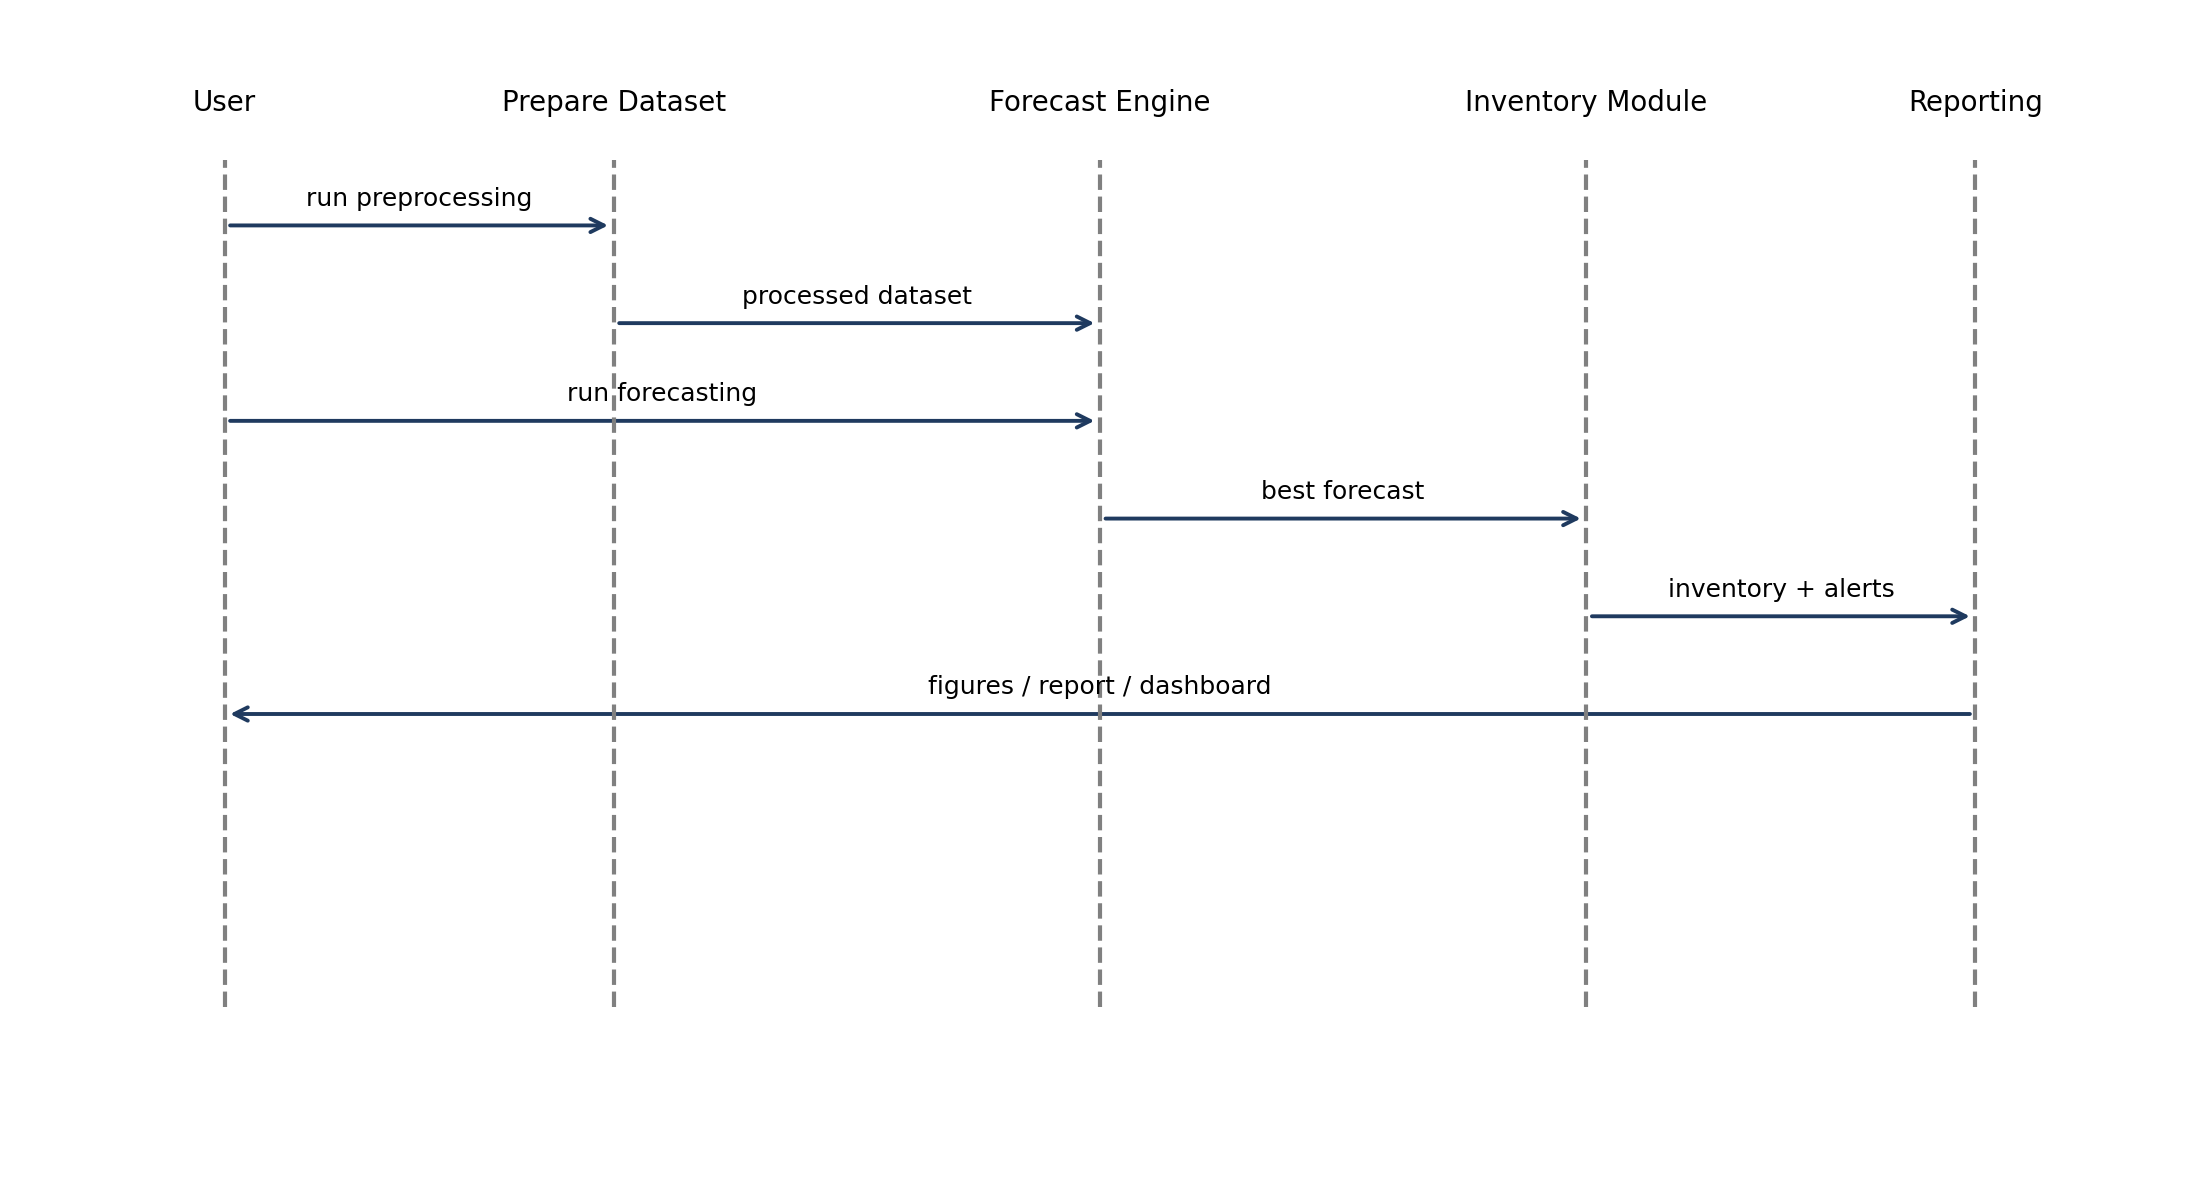 User
Prepare Dataset
Forecast Engine
Inventory Module
Reporting
run preprocessing
processed dataset
run forecasting
best forecast
inventory + alerts
figures / report / dashboard